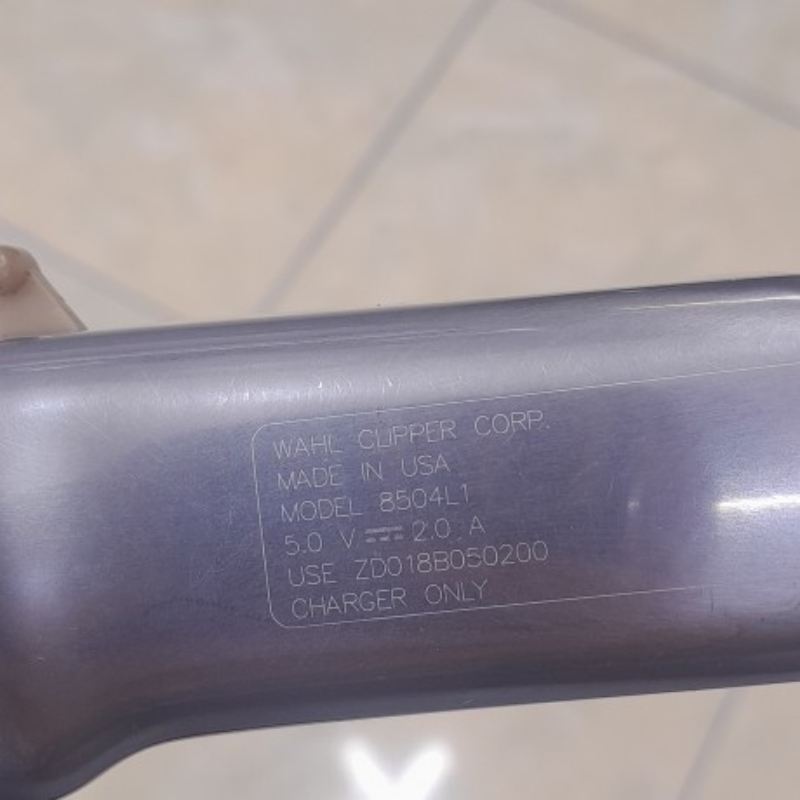 WAHL CLIPPER CORP.
MADE IN USA
MODEL 8504L1
5.0 V ⎓ 2.0 A
USE ZD018B050200
CHARGER ONLY